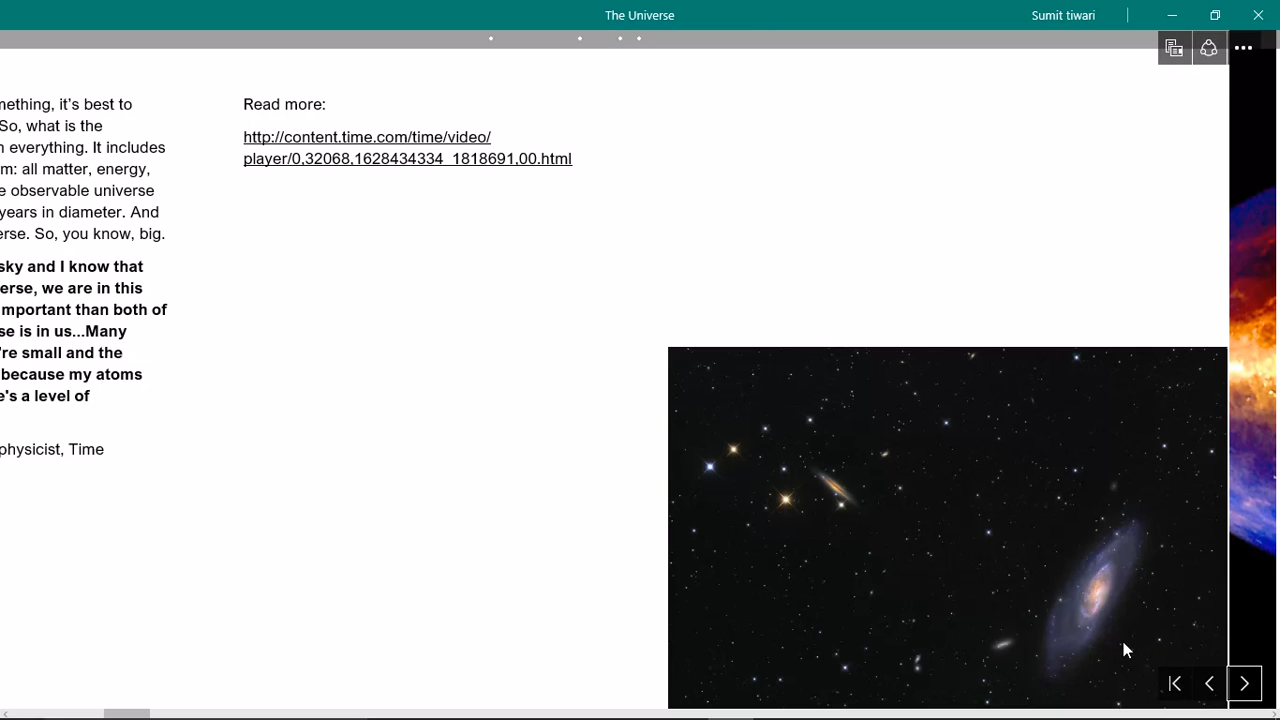 The Universe
Sumit tiwari
mething, it's best to
So, what is the
n everything. It includes
m: all matter, energy,
e observable universe
years in diameter. And
erse. So, you know, big.
sky and I know that
erse, we are in this
mportant than both of
se is in us...Many
're small and the
because my atoms
e's a level of
physicist, Time
Read more:
http://content.time.com/time/video/
player/0,32068,1628434334_1818691,00.html